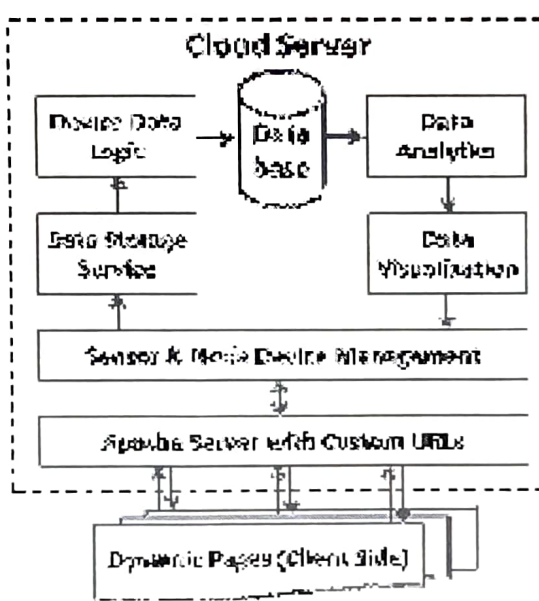 Cloud Server
Device Data
Logic
Data
base
Data
Analytics
Data Storage
Service
Data
Visualization
Sensor & Node Device Management
Apache Server with Custom URLs
Dynamic Pages (Client Side)